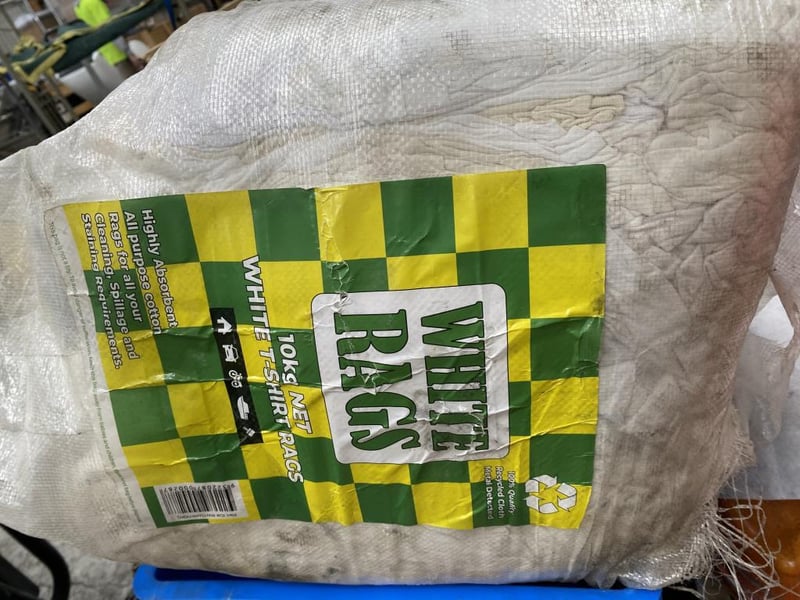 100% Quality
Recycled Cloth
Metal Detected
WHITE
RAGS
10KG NET
WHITE T-SHIRT RAGS
Highly Absorbent
All purpose cotton
Rags for all your
Cleaning, Spillage and
Staining Requirements.